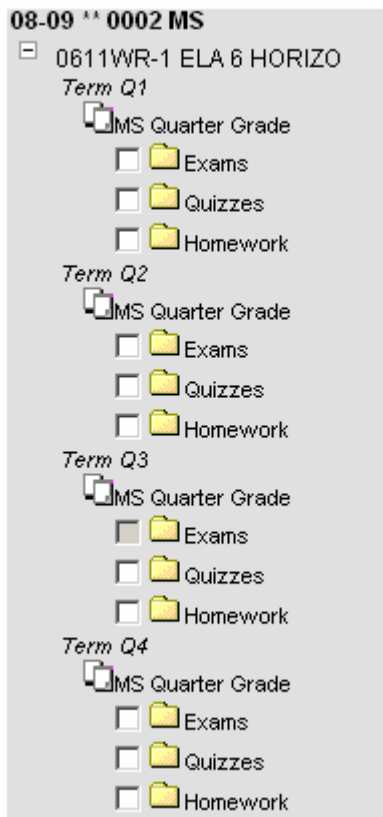 08-09 ** 0002 MS
0611WR-1 ELA 6 HORIZO
Term Q1
MS Quarter Grade
Exams
Quizzes
Homework
Term Q2
MS Quarter Grade
Exams
Quizzes
Homework
Term Q3
MS Quarter Grade
Exams
Quizzes
Homework
Term Q4
MS Quarter Grade
Exams
Quizzes
Homework